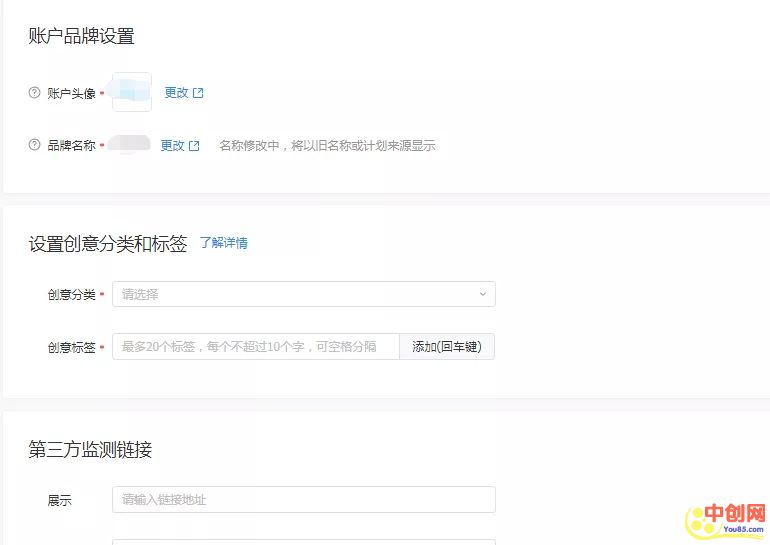 账户品牌设置
账户头像 更改
品牌名称 更改 名称修改中，将以旧名称或计划来源显示
设置创意分类和标签 了解详情
创意分类 请选择
创意标签 最多20个标签，每个不超过10个字，可空格分隔 添加(回车键)
第三方监测链接
展示 请输入链接地址
中创网
You85.com